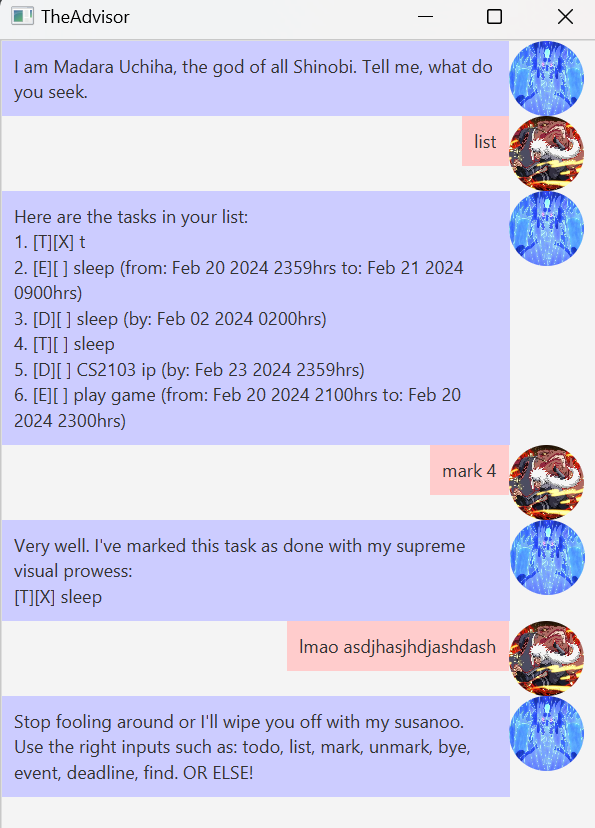 TheAdvisor
I am Madara Uchiha, the god of all Shinobi. Tell me, what do
you seek.
list
Here are the tasks in your list:
1. [T][X] t
2. [E][ ] sleep (from: Feb 20 2024 2359hrs to: Feb 21 2024
0900hrs)
3. [D][ ] sleep (by: Feb 02 2024 0200hrs)
4. [T][ ] sleep
5. [D][ ] CS2103 ip (by: Feb 23 2024 2359hrs)
6. [E][ ] play game (from: Feb 20 2024 2100hrs to: Feb 20
2024 2300hrs)
mark 4
Very well. I've marked this task as done with my supreme
visual prowess:
[T][X] sleep
lmao asdjhasjhdjashdash
Stop fooling around or I'll wipe you off with my susanoo.
Use the right inputs such as: todo, list, mark, unmark, bye,
event, deadline, find. OR ELSE!